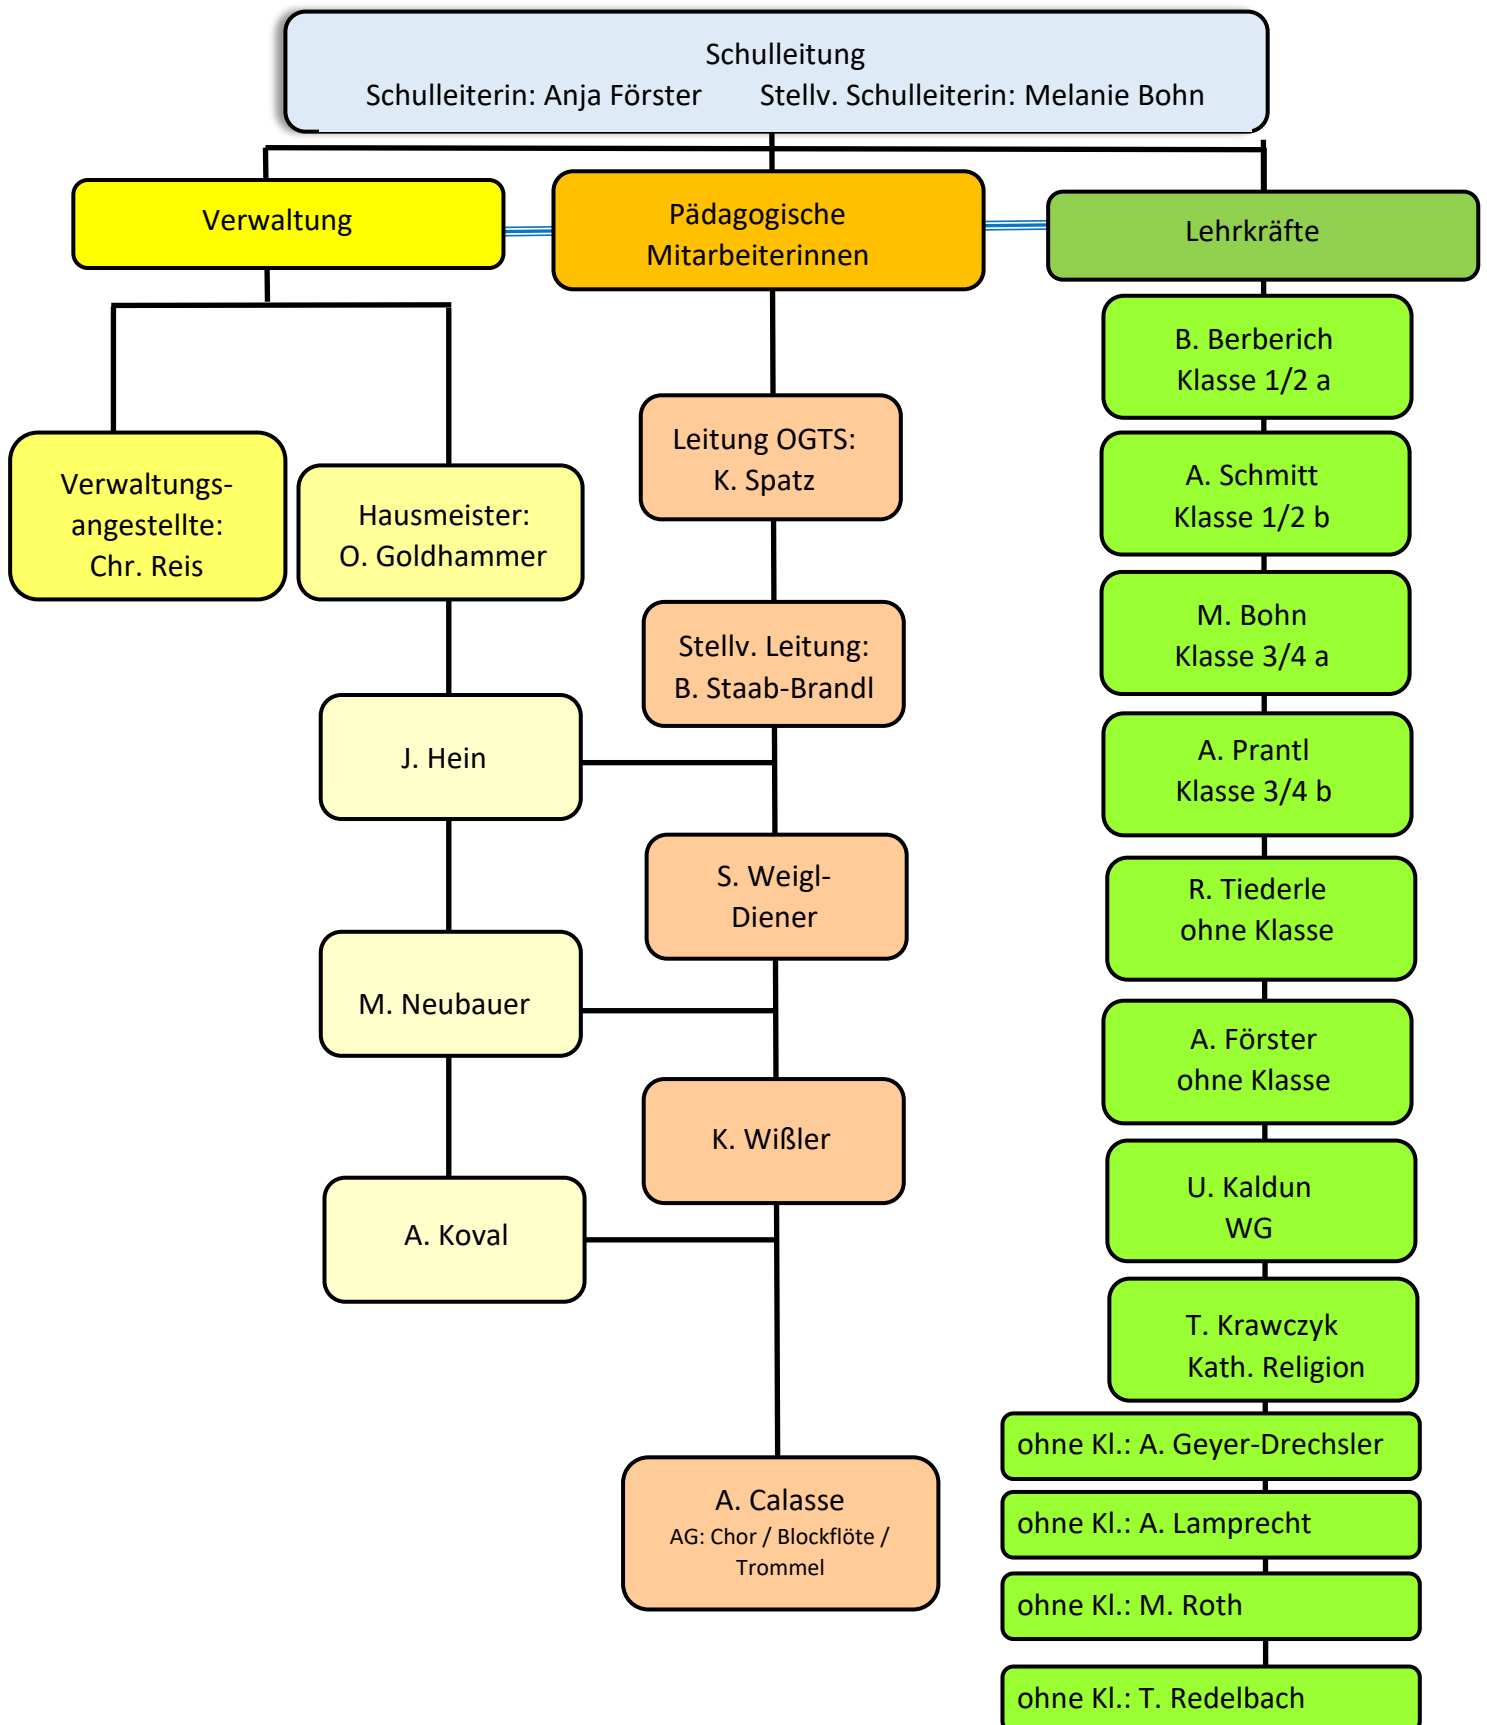 Schulleitung
Schulleiterin: Anja Förster Stellv. Schulleiterin: Melanie Bohn
Verwaltung
Pädagogische
Mitarbeiterinnen
Lehrkräfte
Verwaltungs-
angestellte:
Chr. Reis
Hausmeister:
O. Goldhammer
J. Hein
M. Neubauer
A. Koval
Leitung OGTS:
K. Spatz
Stellv. Leitung:
B. Staab-Brandl
S. Weigl-
Diener
K. Wißler
A. Calasse
AG: Chor / Blockflöte /
Trommel
B. Berberich
Klasse 1/2 a
A. Schmitt
Klasse 1/2 b
M. Bohn
Klasse 3/4 a
A. Prantl
Klasse 3/4 b
R. Tiederle
ohne Klasse
A. Förster
ohne Klasse
U. Kaldun
WG
T. Krawczyk
Kath. Religion
ohne Kl.: A. Geyer-Drechsler
ohne Kl.: A. Lamprecht
ohne Kl.: M. Roth
ohne Kl.: T. Redelbach